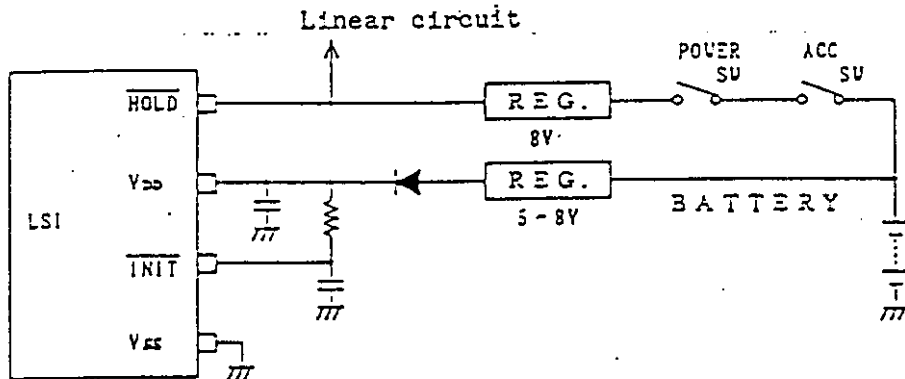 Linear circuit
POWER SW
ACC SW
HOLD
REG.
8V
VDD
REG.
5-8V
BATTERY
LSI
INIT
VSS